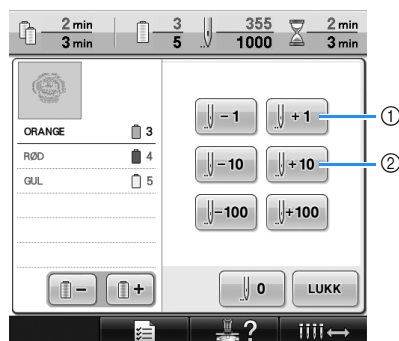 2 min 3 355 2 min
3 min 5 1000 3 min
- 1 + 1 ①
ORANGE 3
RØD 4 - 10 + 10 ②
GUL 5
-100 +100
- + 0 LUKK
?